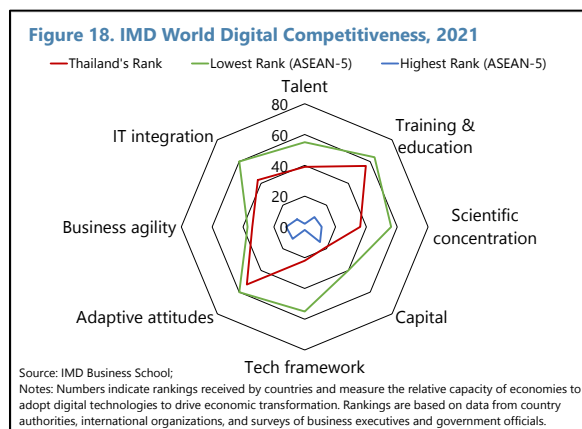 Figure 18. IMD World Digital Competitiveness, 2021
Thailand's Rank
Lowest Rank (ASEAN-5)
Highest Rank (ASEAN-5)
Talent
80
60
40
20
0
IT integration
Training &
education
Business agility
Scientific
concentration
Adaptive attitudes
Capital
Tech framework
Source: IMD Business School;
Notes: Numbers indicate rankings received by countries and measure the relative capacity of economies to
adopt digital technologies to drive economic transformation. Rankings are based on data from country
authorities, international organizations, and surveys of business executives and government officials.